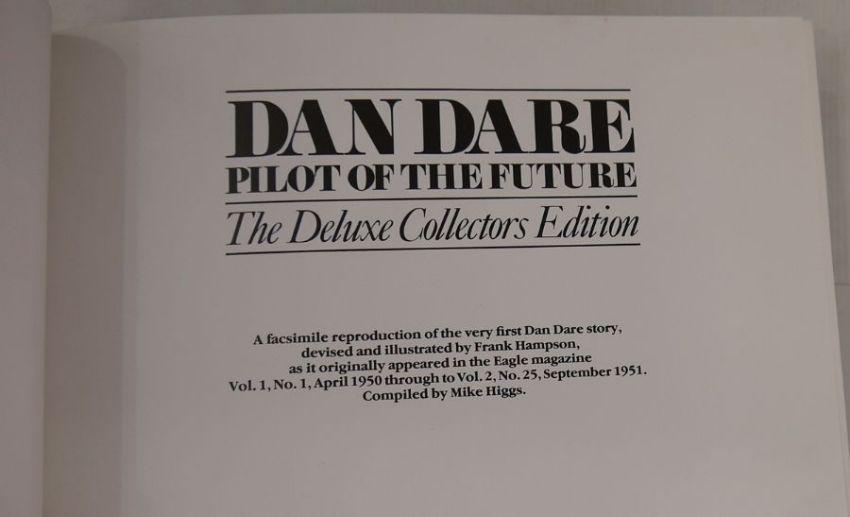 DAN DARE
PILOT OF THE FUTURE
The Deluxe Collectors Edition
A facsimile reproduction of the very first Dan Dare story,
devised and illustrated by Frank Hampson,
as it originally appeared in the Eagle magazine
Vol. 1, No. 1, April 1950 through to Vol. 2, No. 25, September 1951.
Compiled by Mike Higgs.